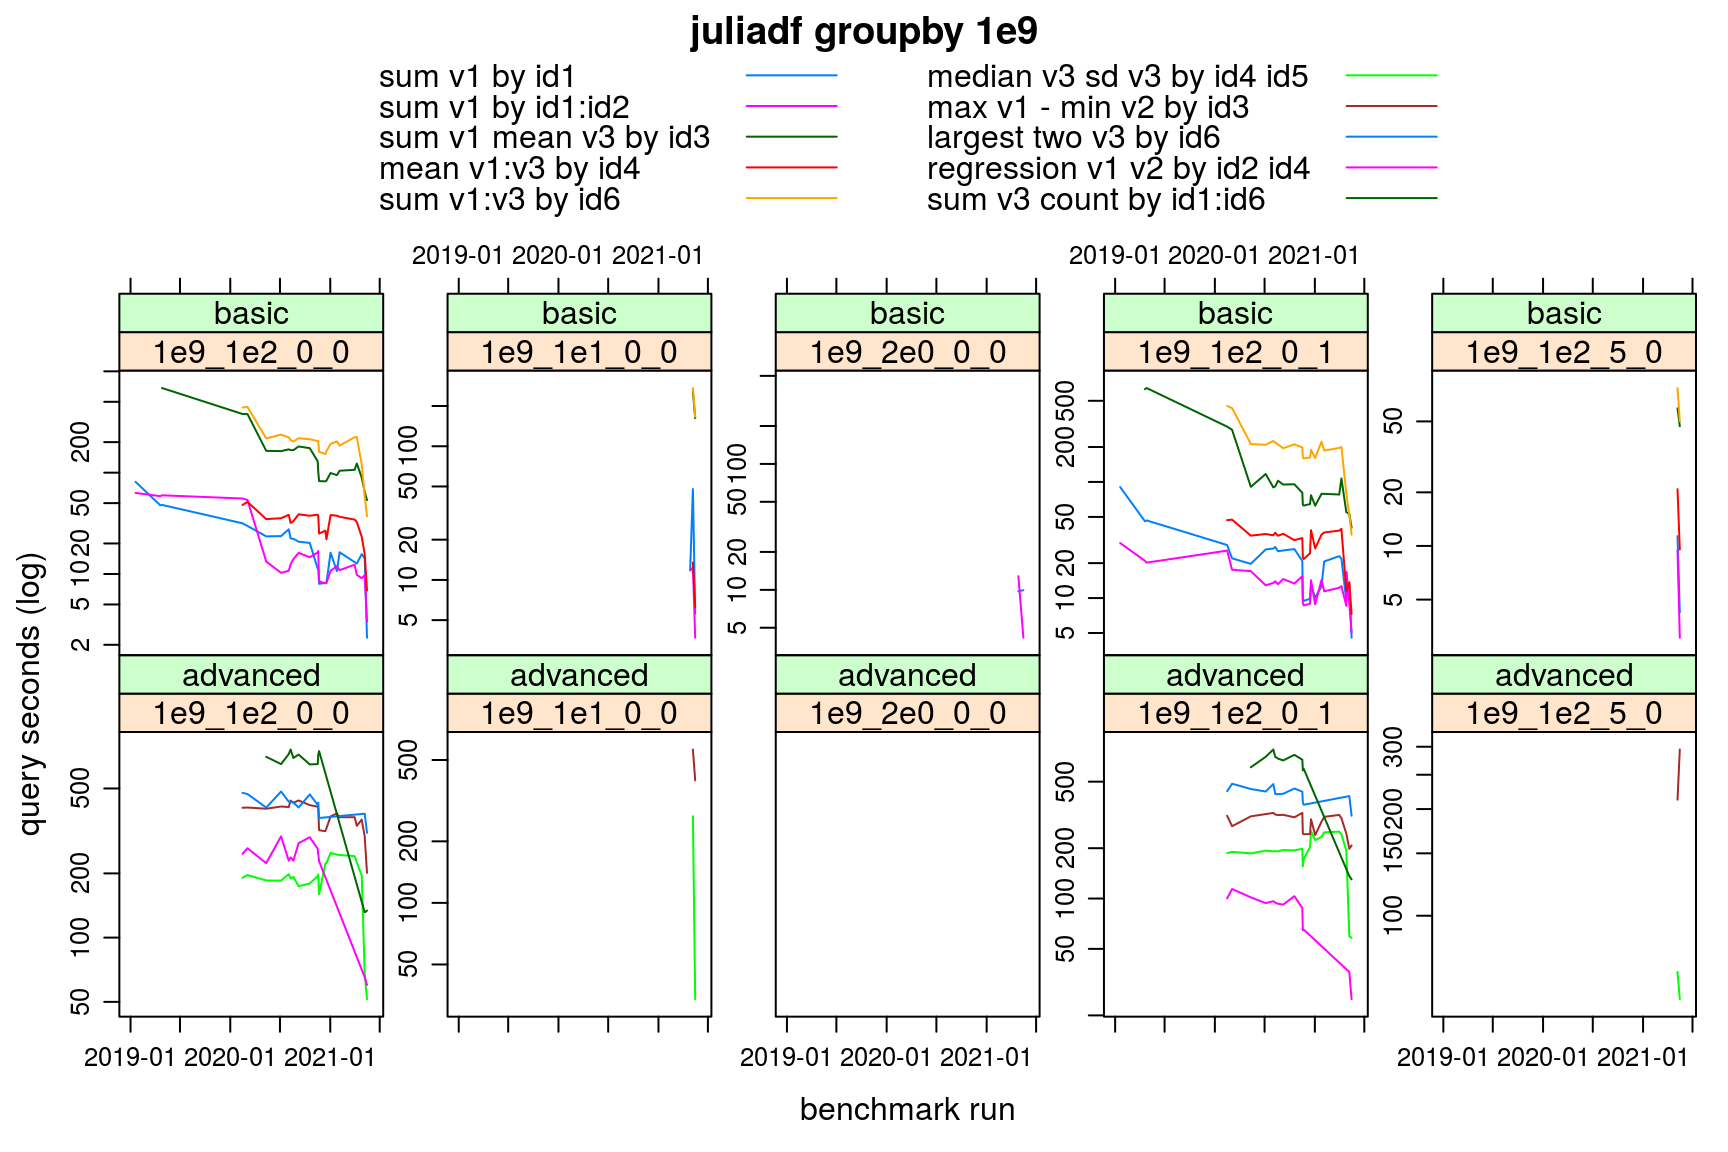 juliadf groupby 1e9
sum v1 by id1
sum v1 by id1:id2
sum v1 mean v3 by id3
mean v1:v3 by id4
sum v1:v3 by id6
median v3 sd v3 by id4 id5
max v1 - min v2 by id3
largest two v3 by id6
regression v1 v2 by id2 id4
sum v3 count by id1:id6
2019-01 2020-01 2021-01
2019-01 2020-01 2021-01
basic
basic
basic
basic
basic
1e9_1e2_0_0
1e9_1e1_0_0
1e9_2e0_0_0
1e9_1e2_0_1
1e9_1e2_5_0
2 5 10 20 50 200
5 10 20 50 100
5 10 20 50 100
5 10 20 50 200 500
5 10 20 50
query seconds (log)
advanced
advanced
advanced
advanced
advanced
1e9_1e2_0_0
1e9_1e1_0_0
1e9_2e0_0_0
1e9_1e2_0_1
1e9_1e2_5_0
50 100 200 500
50 100 200 500
50 100 200 500
100 150 200 300
2019-01 2020-01 2021-01
2019-01 2020-01 2021-01
2019-01 2020-01 2021-01
benchmark run